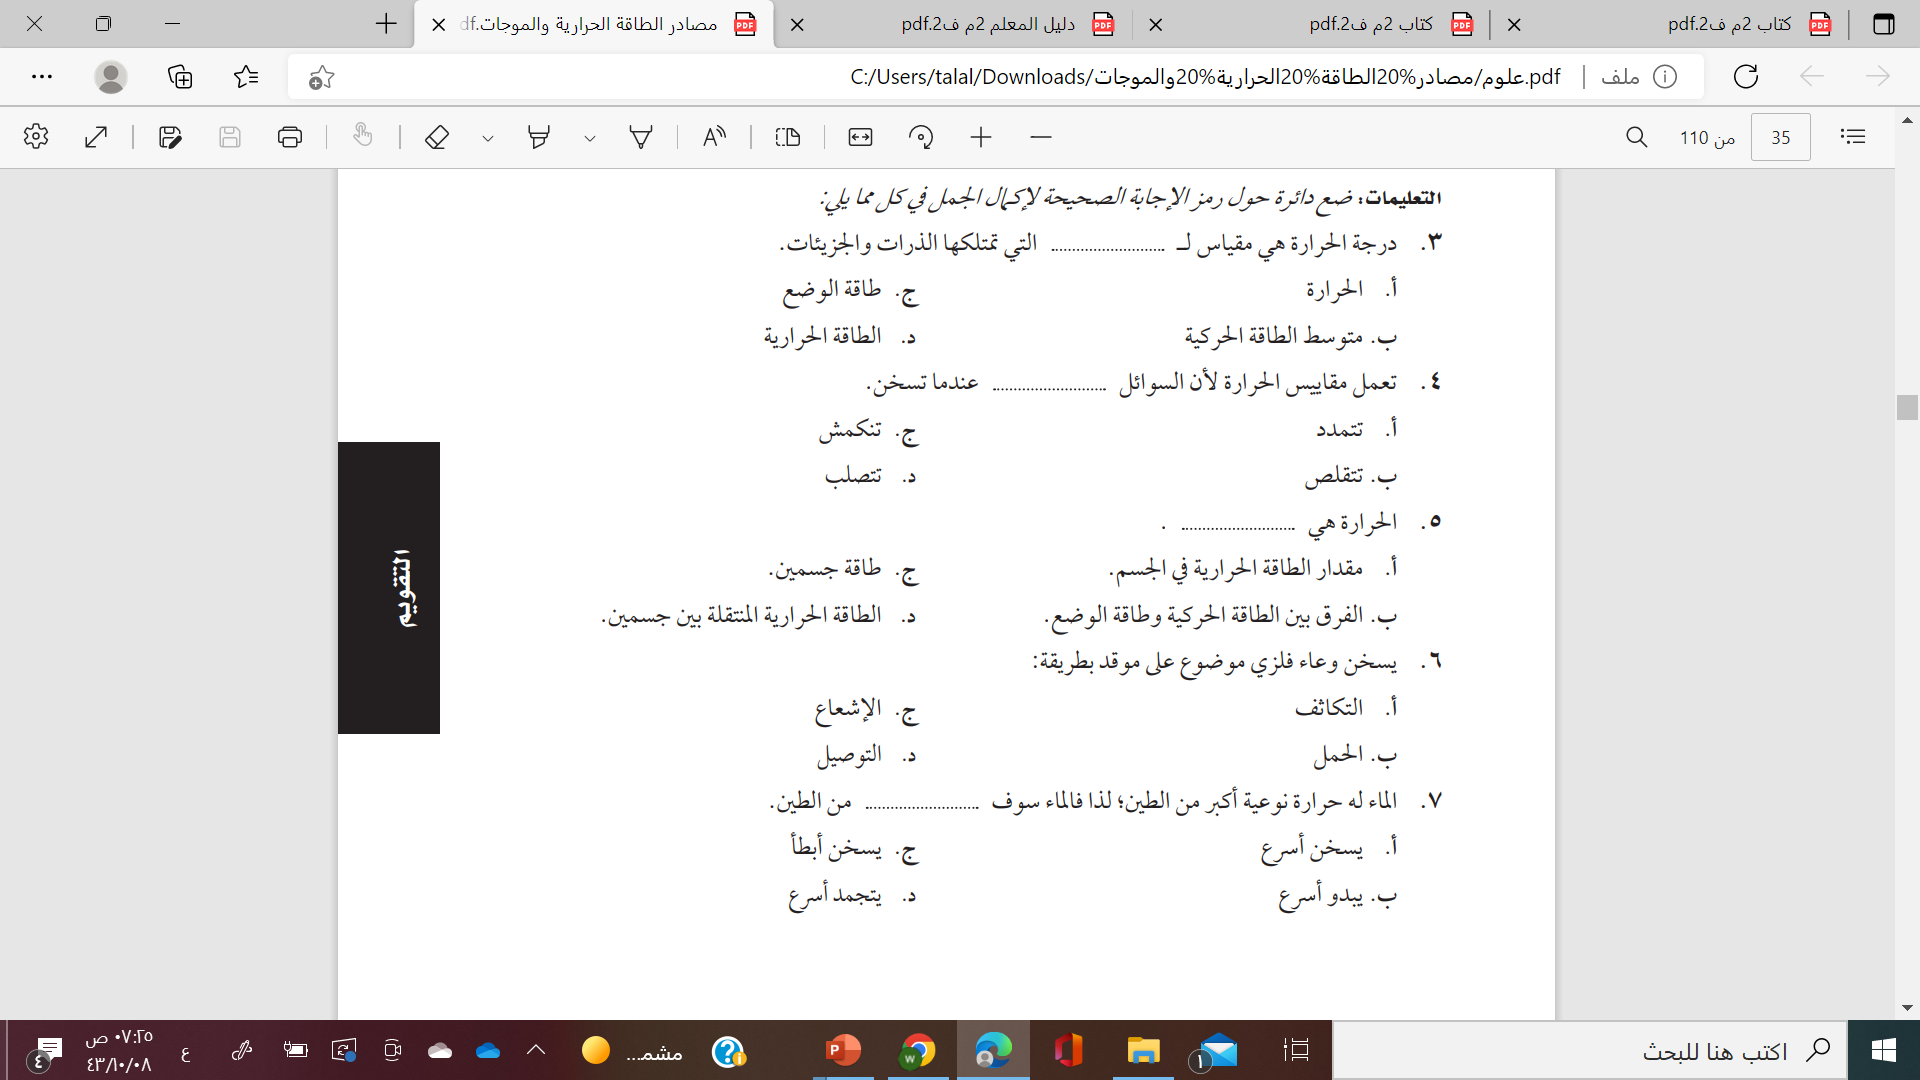 كتاب 2م ف2.pdf
كتاب 2م ف2.pdf
دليل المعلم 2م ف2.pdf
مصادر الطاقة الحرارية والموجات.pdf
ملف
C:/Users/talal/Downloads/علوم/مصادر%20الطاقة%20الحرارية%20والموجات.pdf
35
من 110
التعليمات: ضع دائرة حول رمز الإجابة الصحيحة لإكمال الجمل في كل مما يلي:
٣. درجة الحرارة هي مقياس لـ ............................ التي تمتلكها الذرات والجزيئات.
أ. الحرارة ج. طاقة الوضع
ب. متوسط الطاقة الحركية د. الطاقة الحرارية
٤. تعمل مقاييس الحرارة لأن السوائل ............................ عندما تسخن.
أ. تتمدد ج. تنكمش
ب. تتقلص د. تتصلب
٥. الحرارة هي ............................ .
أ. مقدار الطاقة الحرارية في الجسم. ج. طاقة جسمين.
ب. الفرق بين الطاقة الحركية وطاقة الوضع. د. الطاقة الحرارية المنتقلة بين جسمين.
٦. يسخن وعاء فلزي موضوع على موقد بطريقة:
أ. التكاثف ج. الإشعاع
ب. الحمل د. التوصيل
٧. الماء له حرارة نوعية أكبر من الطين؛ لذا فالماء سوف ............................ من الطين.
أ. يسخن أسرع ج. يسخن أبطأ
ب. يبدو أسرع د. يتجمد أسرع
التقويم
اكتب هنا للبحث
١
مشمـ...
ع
٠٧:٢٥ ص
٤٣/١٠/٠٨
٤